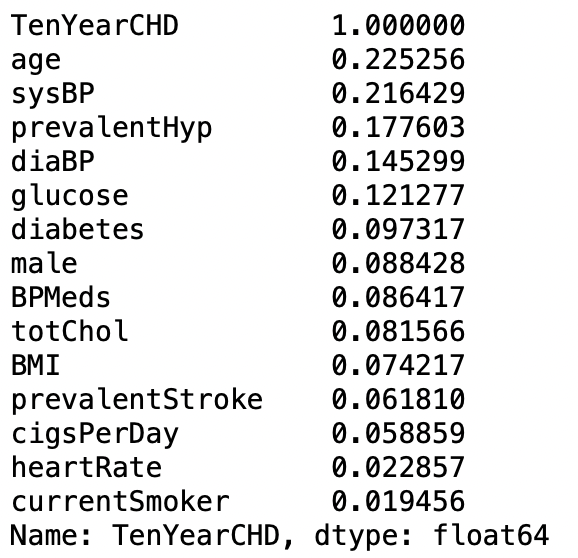 TenYearCHD 1.000000
age 0.225256
sysBP 0.216429
prevalentHyp 0.177603
diaBP 0.145299
glucose 0.121277
diabetes 0.097317
male 0.088428
BPMeds 0.086417
totChol 0.081566
BMI 0.074217
prevalentStroke 0.061810
cigsPerDay 0.058859
heartRate 0.022857
currentSmoker 0.019456
Name: TenYearCHD, dtype: float64